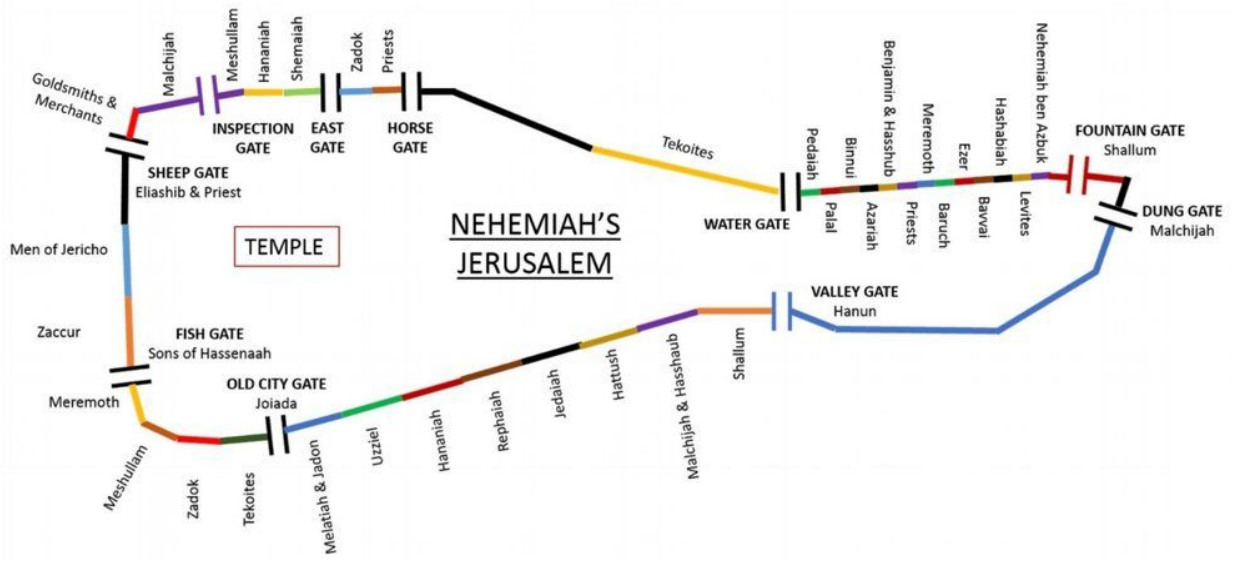 Goldsmiths &
Merchants
Malchijah
Meshullam
Hananiah
Shemaiah
Zadok
Priests
INSPECTION
GATE
EAST
GATE
HORSE
GATE
SHEEP GATE
Eliashib & Priest
Men of Jericho
TEMPLE
NEHEMIAH'S
JERUSALEM
Tekoites
WATER GATE
Pedaiah
Palal
Binnui
Azariah
Benjamin & Hasshub
Priests
Meremoth
Baruch
Ezer
Bavvai
Hashabiah
Levites
Nehemiah ben Azbuk
FOUNTAIN GATE
Shallum
DUNG GATE
Malchijah
VALLEY GATE
Hanun
Zaccur
FISH GATE
Sons of Hassenaah
Meremoth
OLD CITY GATE
Joiada
Meshullam
Zadok
Tekoites
Melatiah & Jadon
Uzziel
Hananiah
Rephaiah
Jedaiah
Hattush
Malchijah & Hasshaub
Shallum